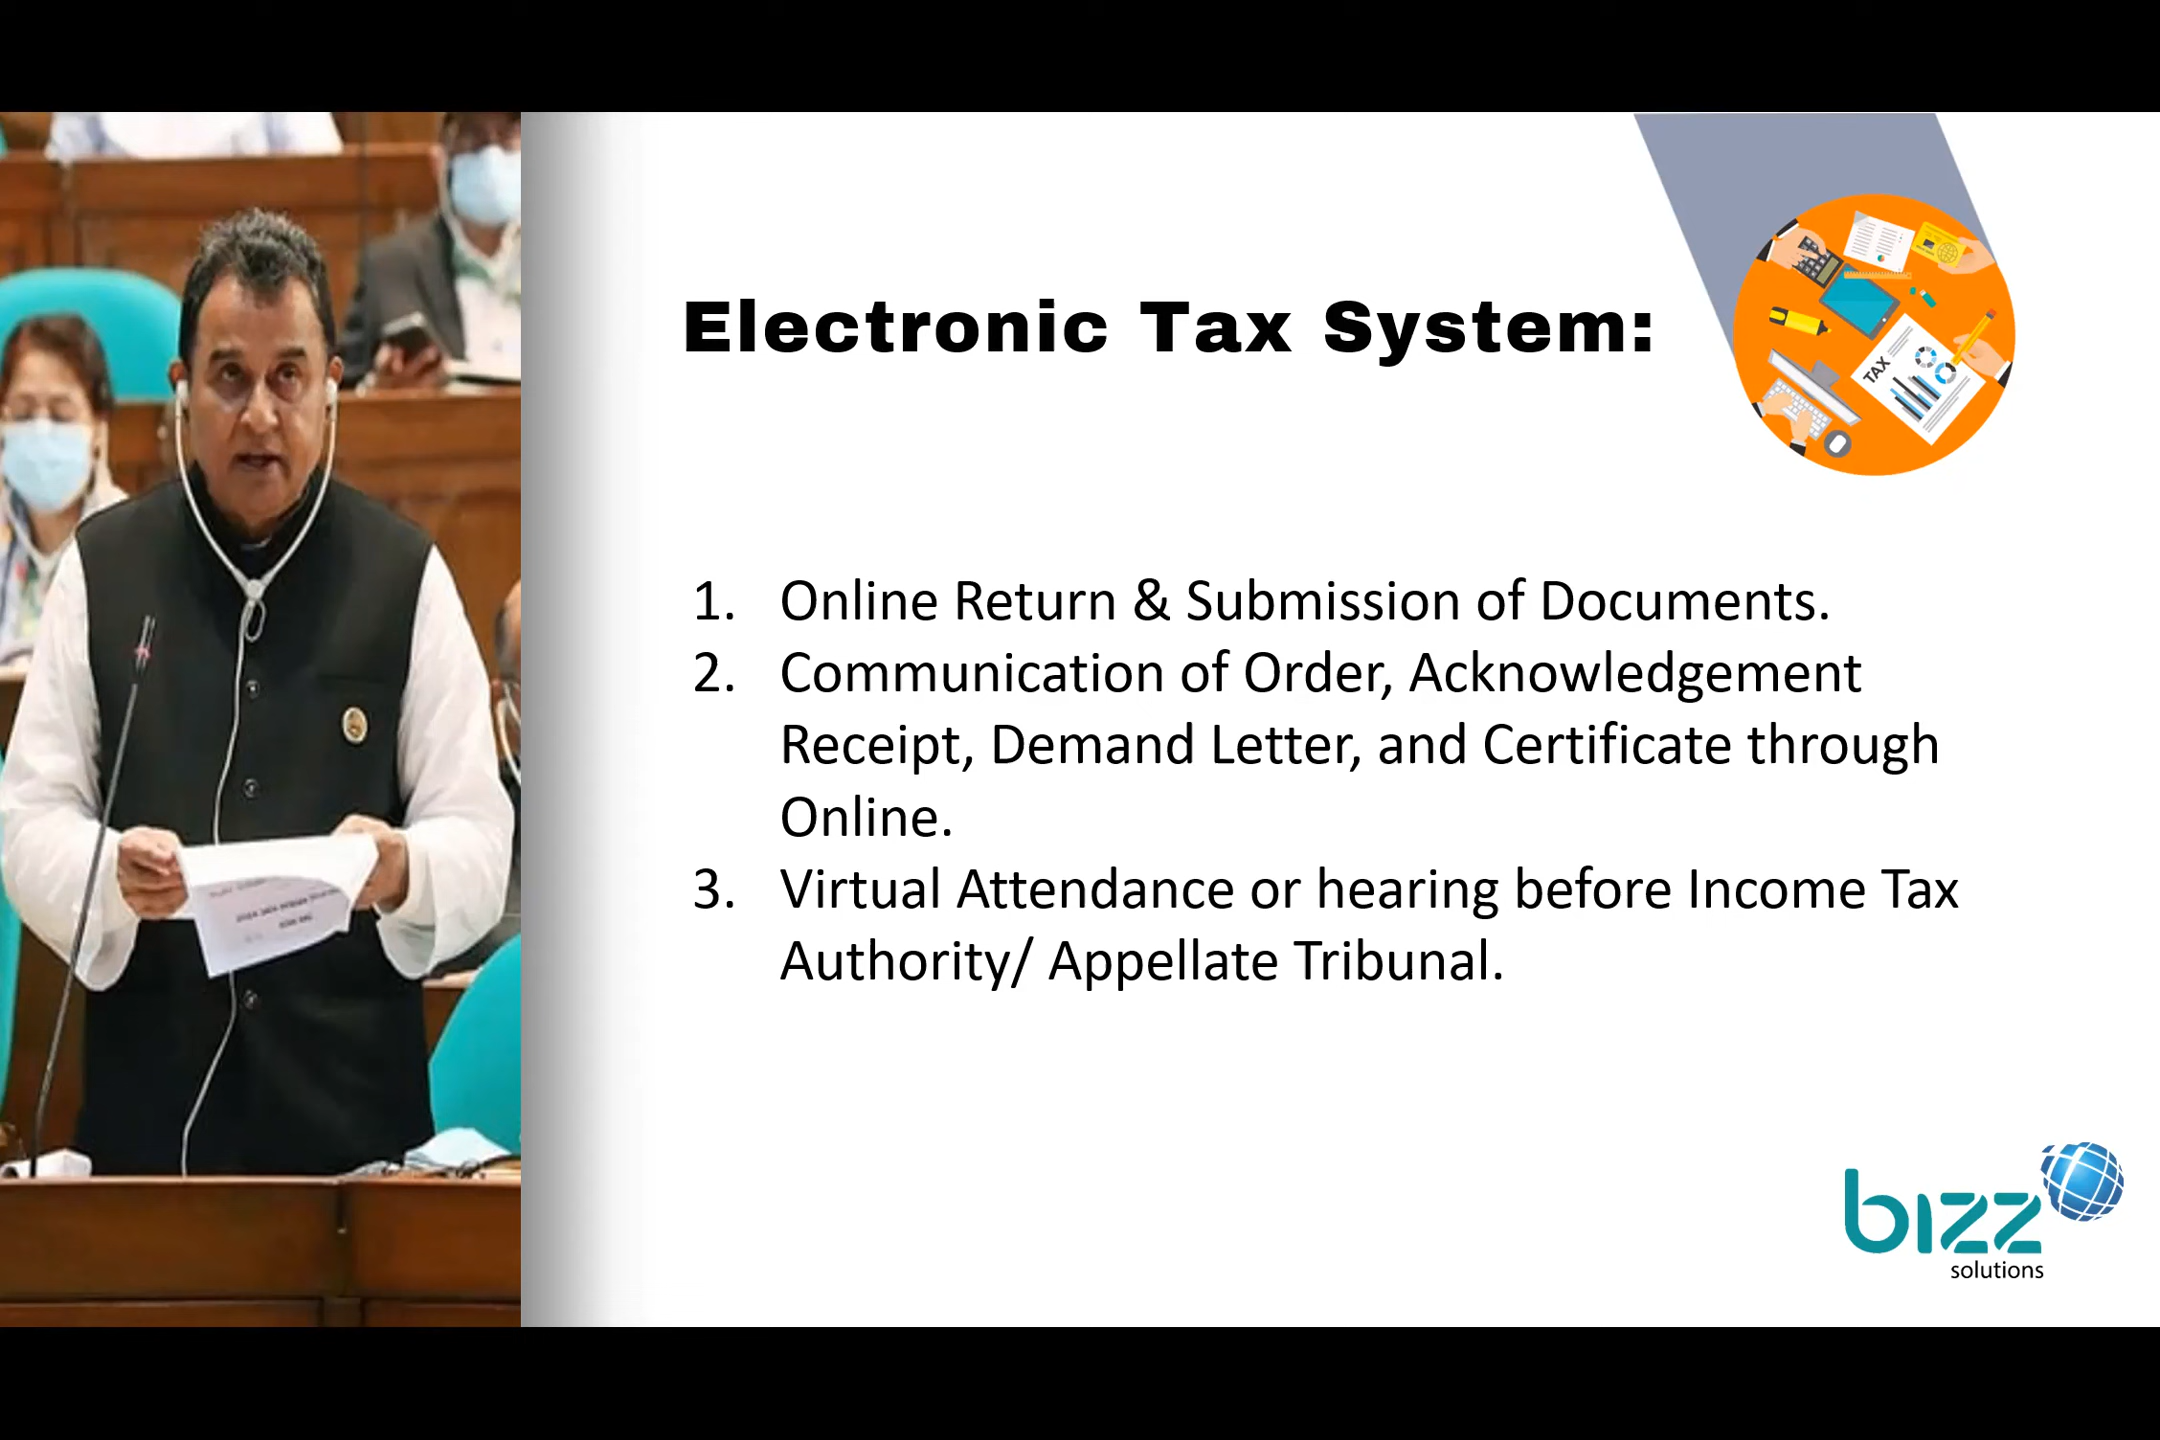 Electronic Tax System:
TAX
1. Online Return & Submission of Documents.
2. Communication of Order, Acknowledgement
Receipt, Demand Letter, and Certificate through
Online.
3. Virtual Attendance or hearing before Income Tax
Authority/ Appellate Tribunal.
bizz
solutions